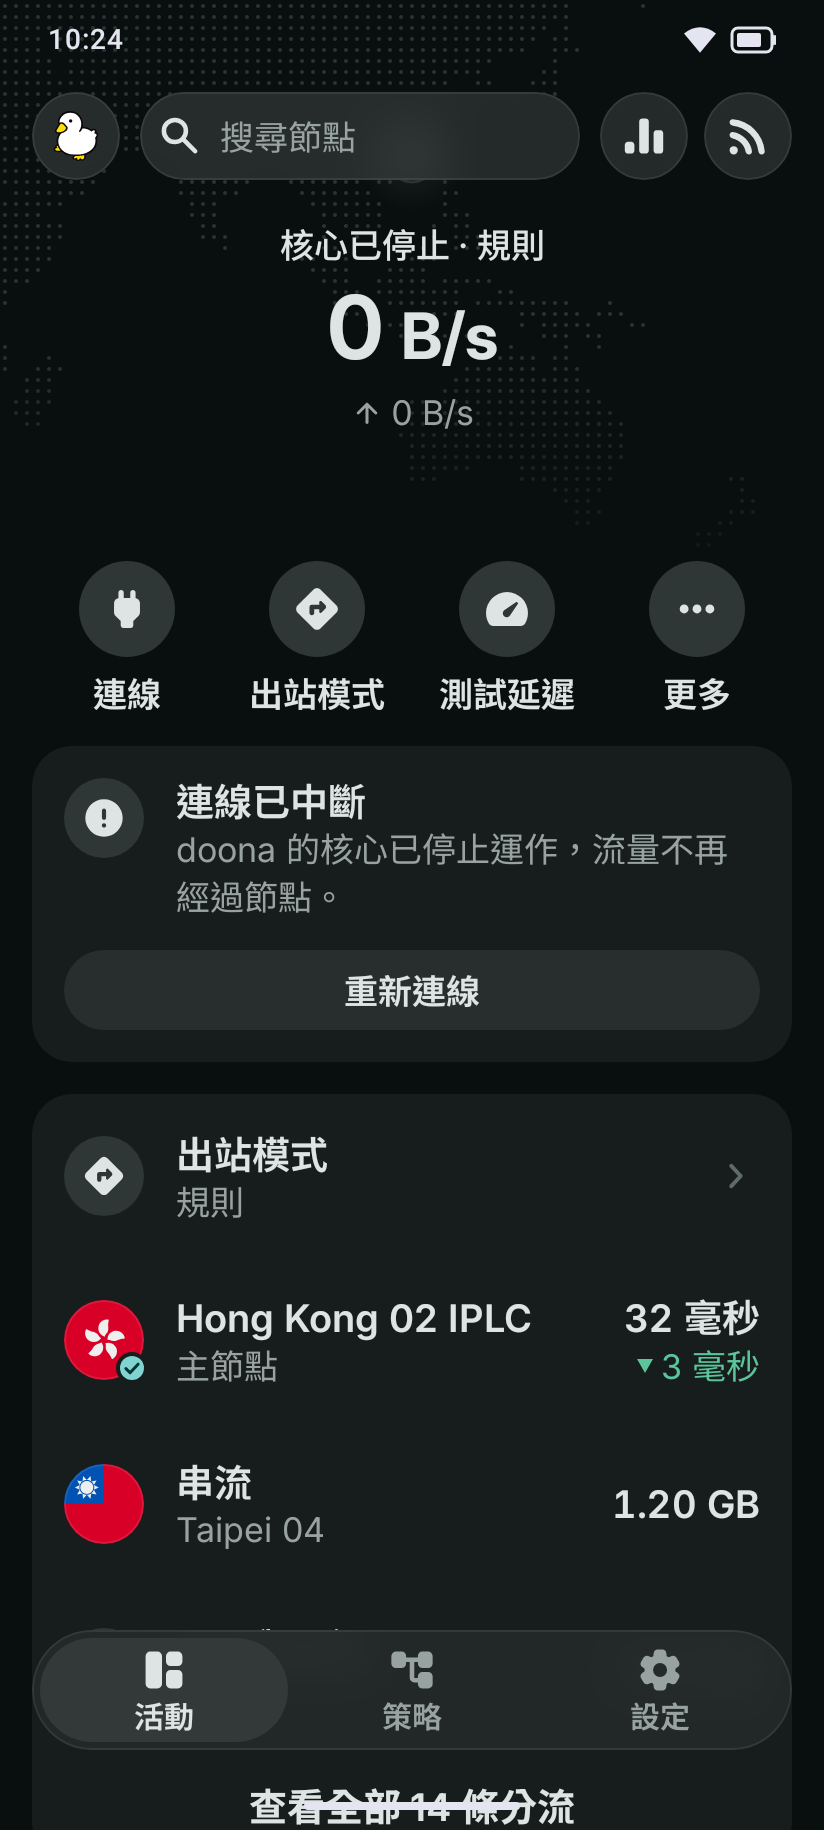 10:24
搜尋節點
核心已停止 · 規則
0 B/s
↑ 0 B/s
連線 出站模式 測試延遲 更多
連線已中斷
doona 的核心已停止運作，流量不再
經過節點。
重新連線
出站模式
規則
Hong Kong 02 IPLC 32 毫秒
主節點 ▼3 毫秒
串流
Taipei 04 1.20 GB
活動 策略 設定
查看全部 14 條分流